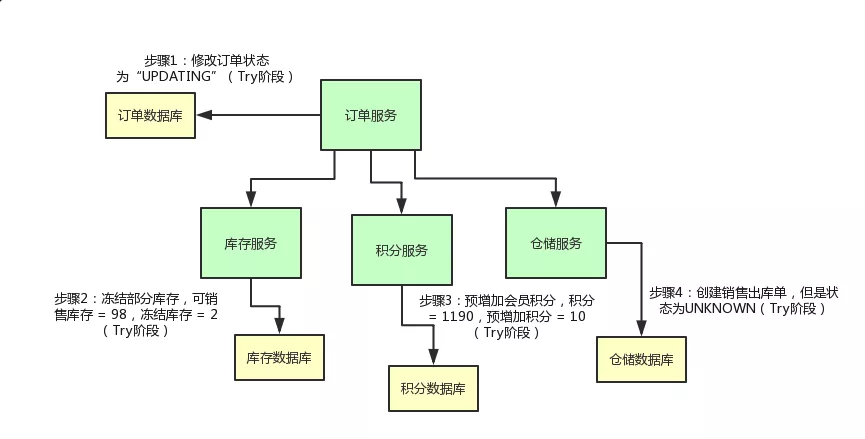 步骤1：修改订单状态
为“UPDATING”（Try阶段）
订单数据库
订单服务
库存服务
积分服务
仓储服务
步骤2：冻结部分库存，可销
售库存 = 98，冻结库存 = 2
（Try阶段）
步骤3：预增加会员积分，积分
= 1190，预增加积分 = 10
（Try阶段）
步骤4：创建销售出库单，但是状
态为UNKNOWN（Try阶段）
库存数据库
积分数据库
仓储数据库